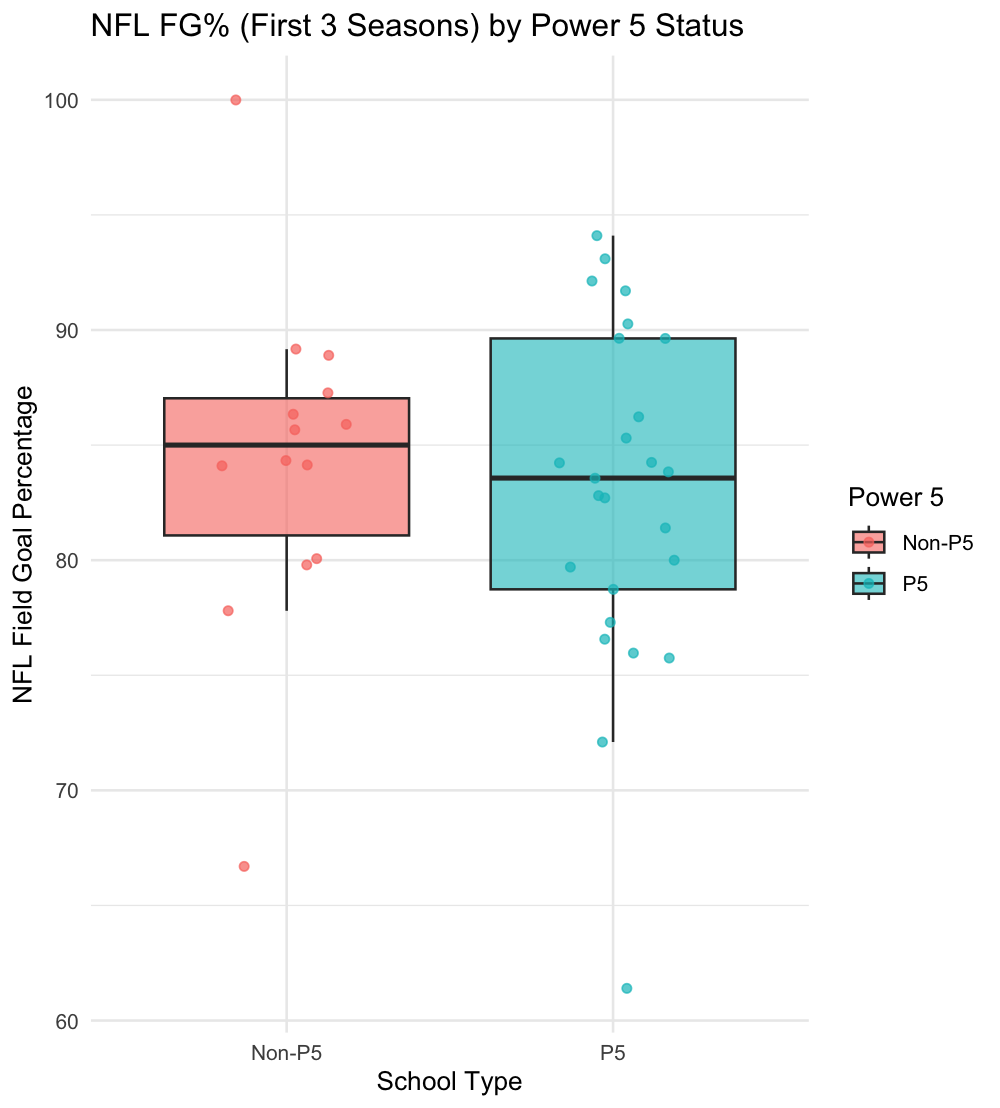 NFL FG% (First 3 Seasons) by Power 5 Status
100
90
80
70
60
NFL Field Goal Percentage
Non-P5
P5
School Type
Power 5
Non-P5
P5